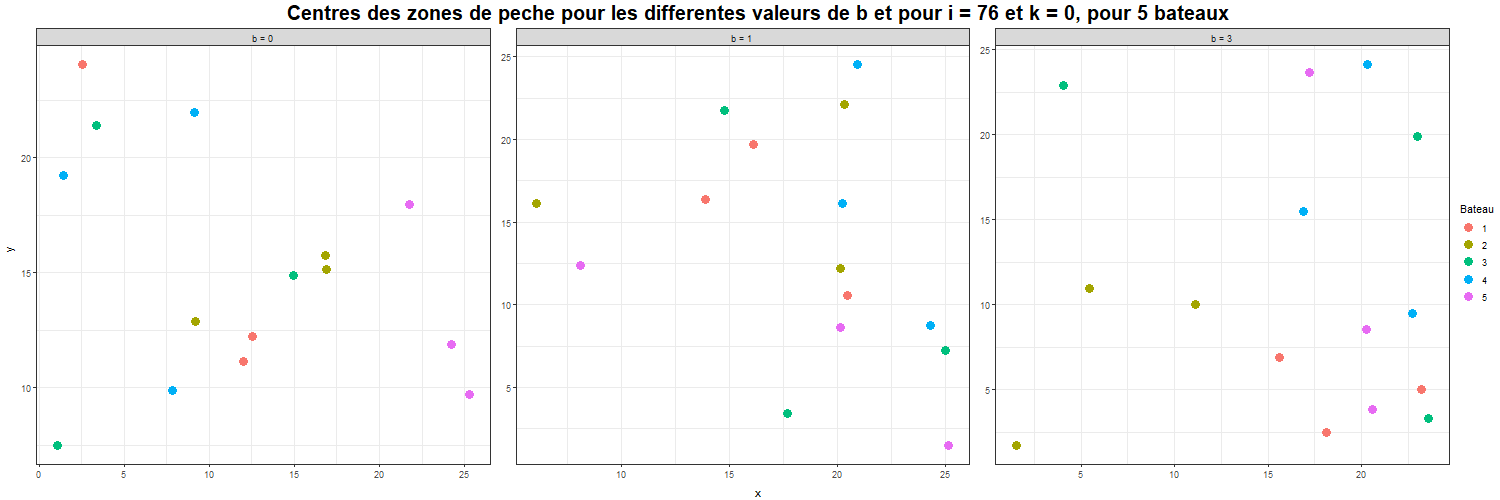 Centres des zones de peche pour les differentes valeurs de b et pour i = 76 et k = 0, pour 5 bateaux
b = 0
b = 1
b = 3
y
20
15
10
0 5 10 15 20 25
25
20
15
10
5
10 15 20 25
25
20
15
10
5
5 10 15 20
x
Bateau
1
2
3
4
5